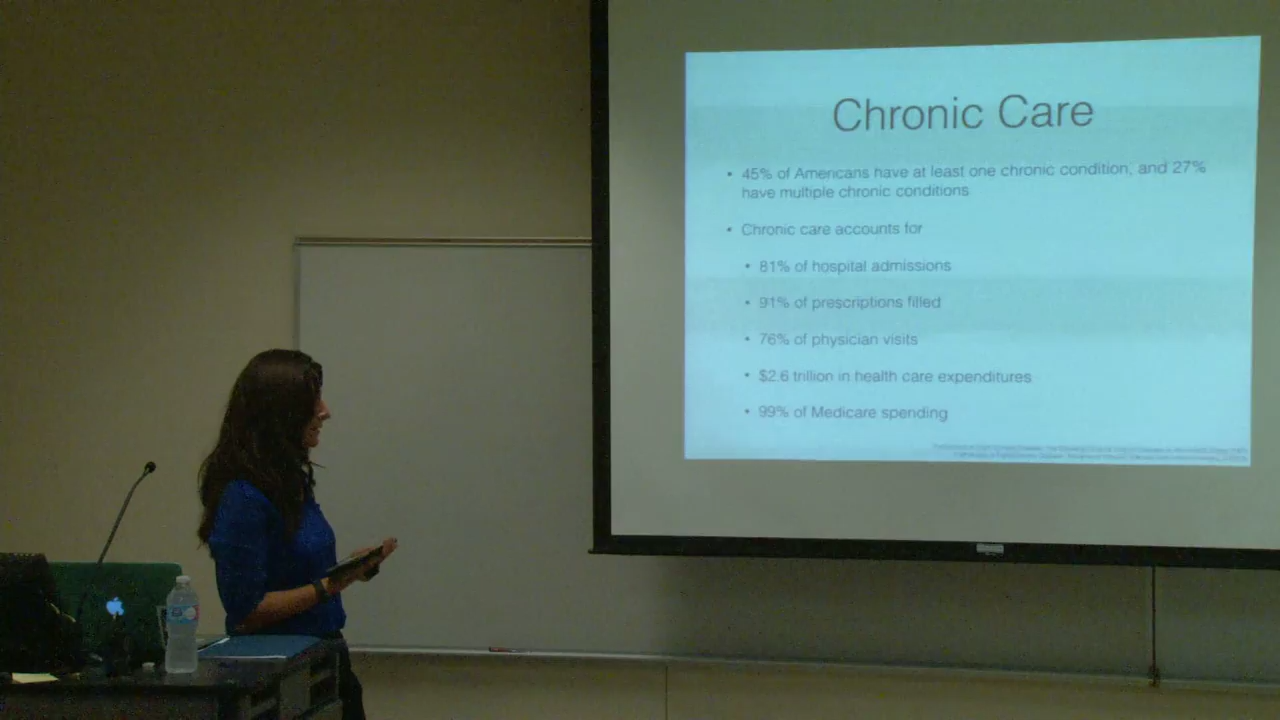 Chronic Care
• 45% of Americans have at least one chronic condition, and 27%
have multiple chronic conditions
• Chronic care accounts for
• 81% of hospital admissions
• 91% of prescriptions filled
• 76% of physician visits
• $2.6 trillion in health care expenditures
• 99% of Medicare spending